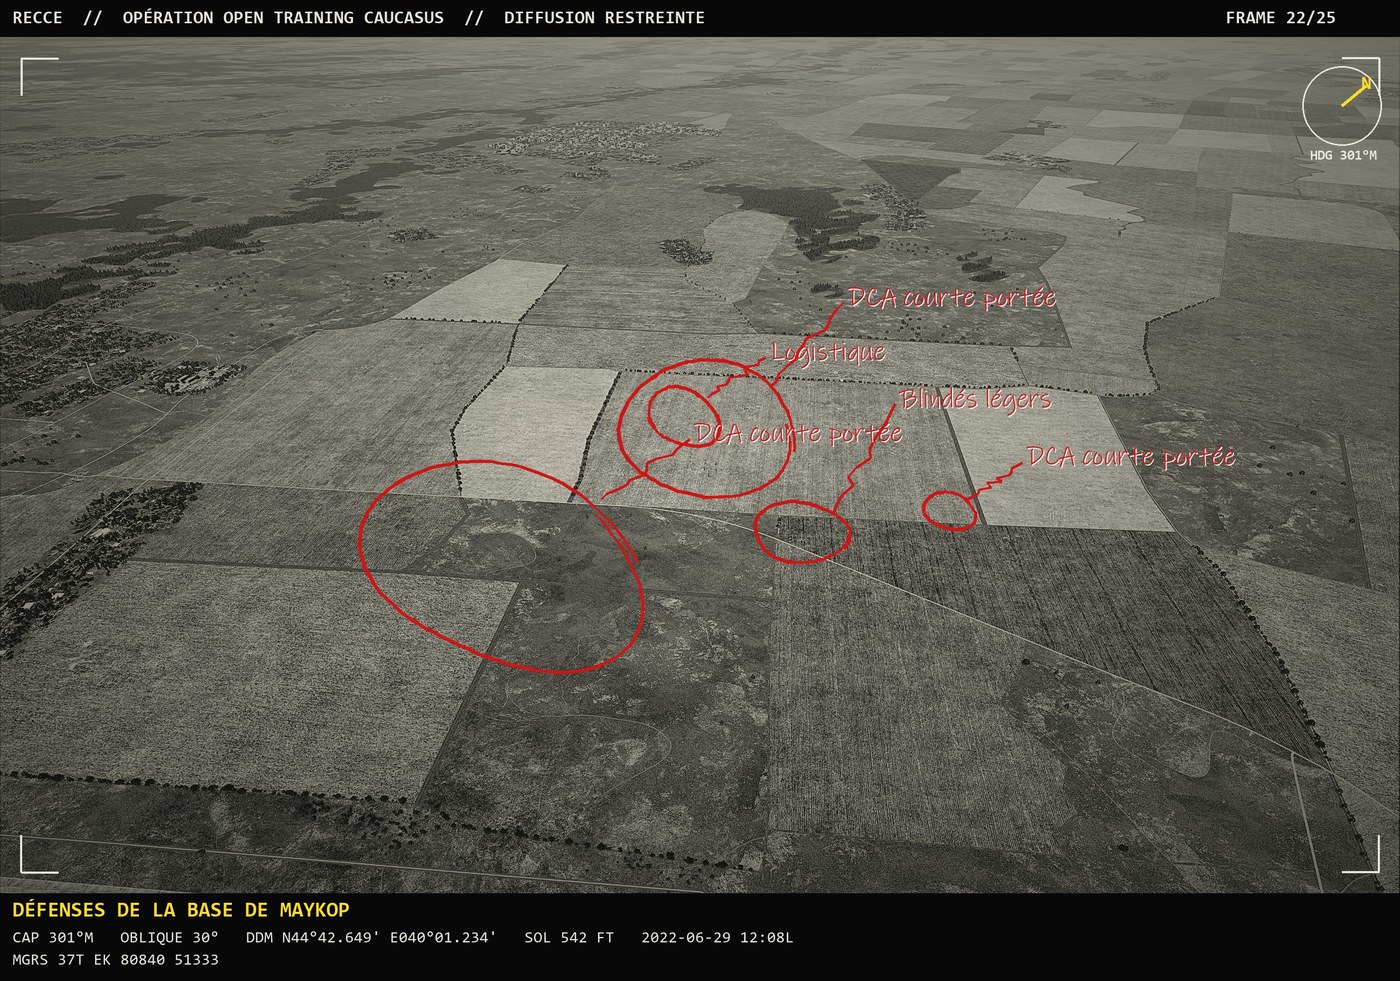 RECCE // OPÉRATION OPEN TRAINING CAUCASUS // DIFFUSION RESTREINTE FRAME 22/25
N
HDG 301°M
DCA courte portée
Logistique
Blindés légers
DCA courte portée
DCA courte portée
DÉFENSES DE LA BASE DE MAYKOP
CAP 301°M OBLIQUE 30° DDM N44°42.649' E040°01.234' SOL 542 FT 2022-06-29 12:08L
MGRS 37T EK 80840 51333